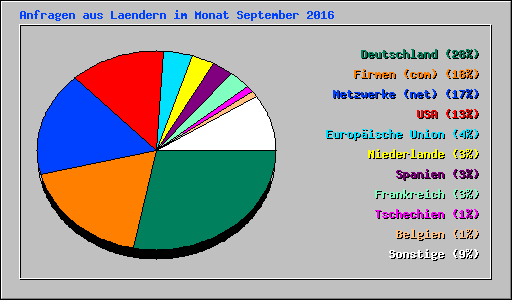 Anfragen aus Laendern im Monat September 2016
Deutschland (28%)
Firmen (com) (18%)
Netzwerke (net) (17%)
USA (13%)
Europäische Union (4%)
Niederlande (3%)
Spanien (3%)
Frankreich (3%)
Tschechien (1%)
Belgien (1%)
Sonstige (9%)